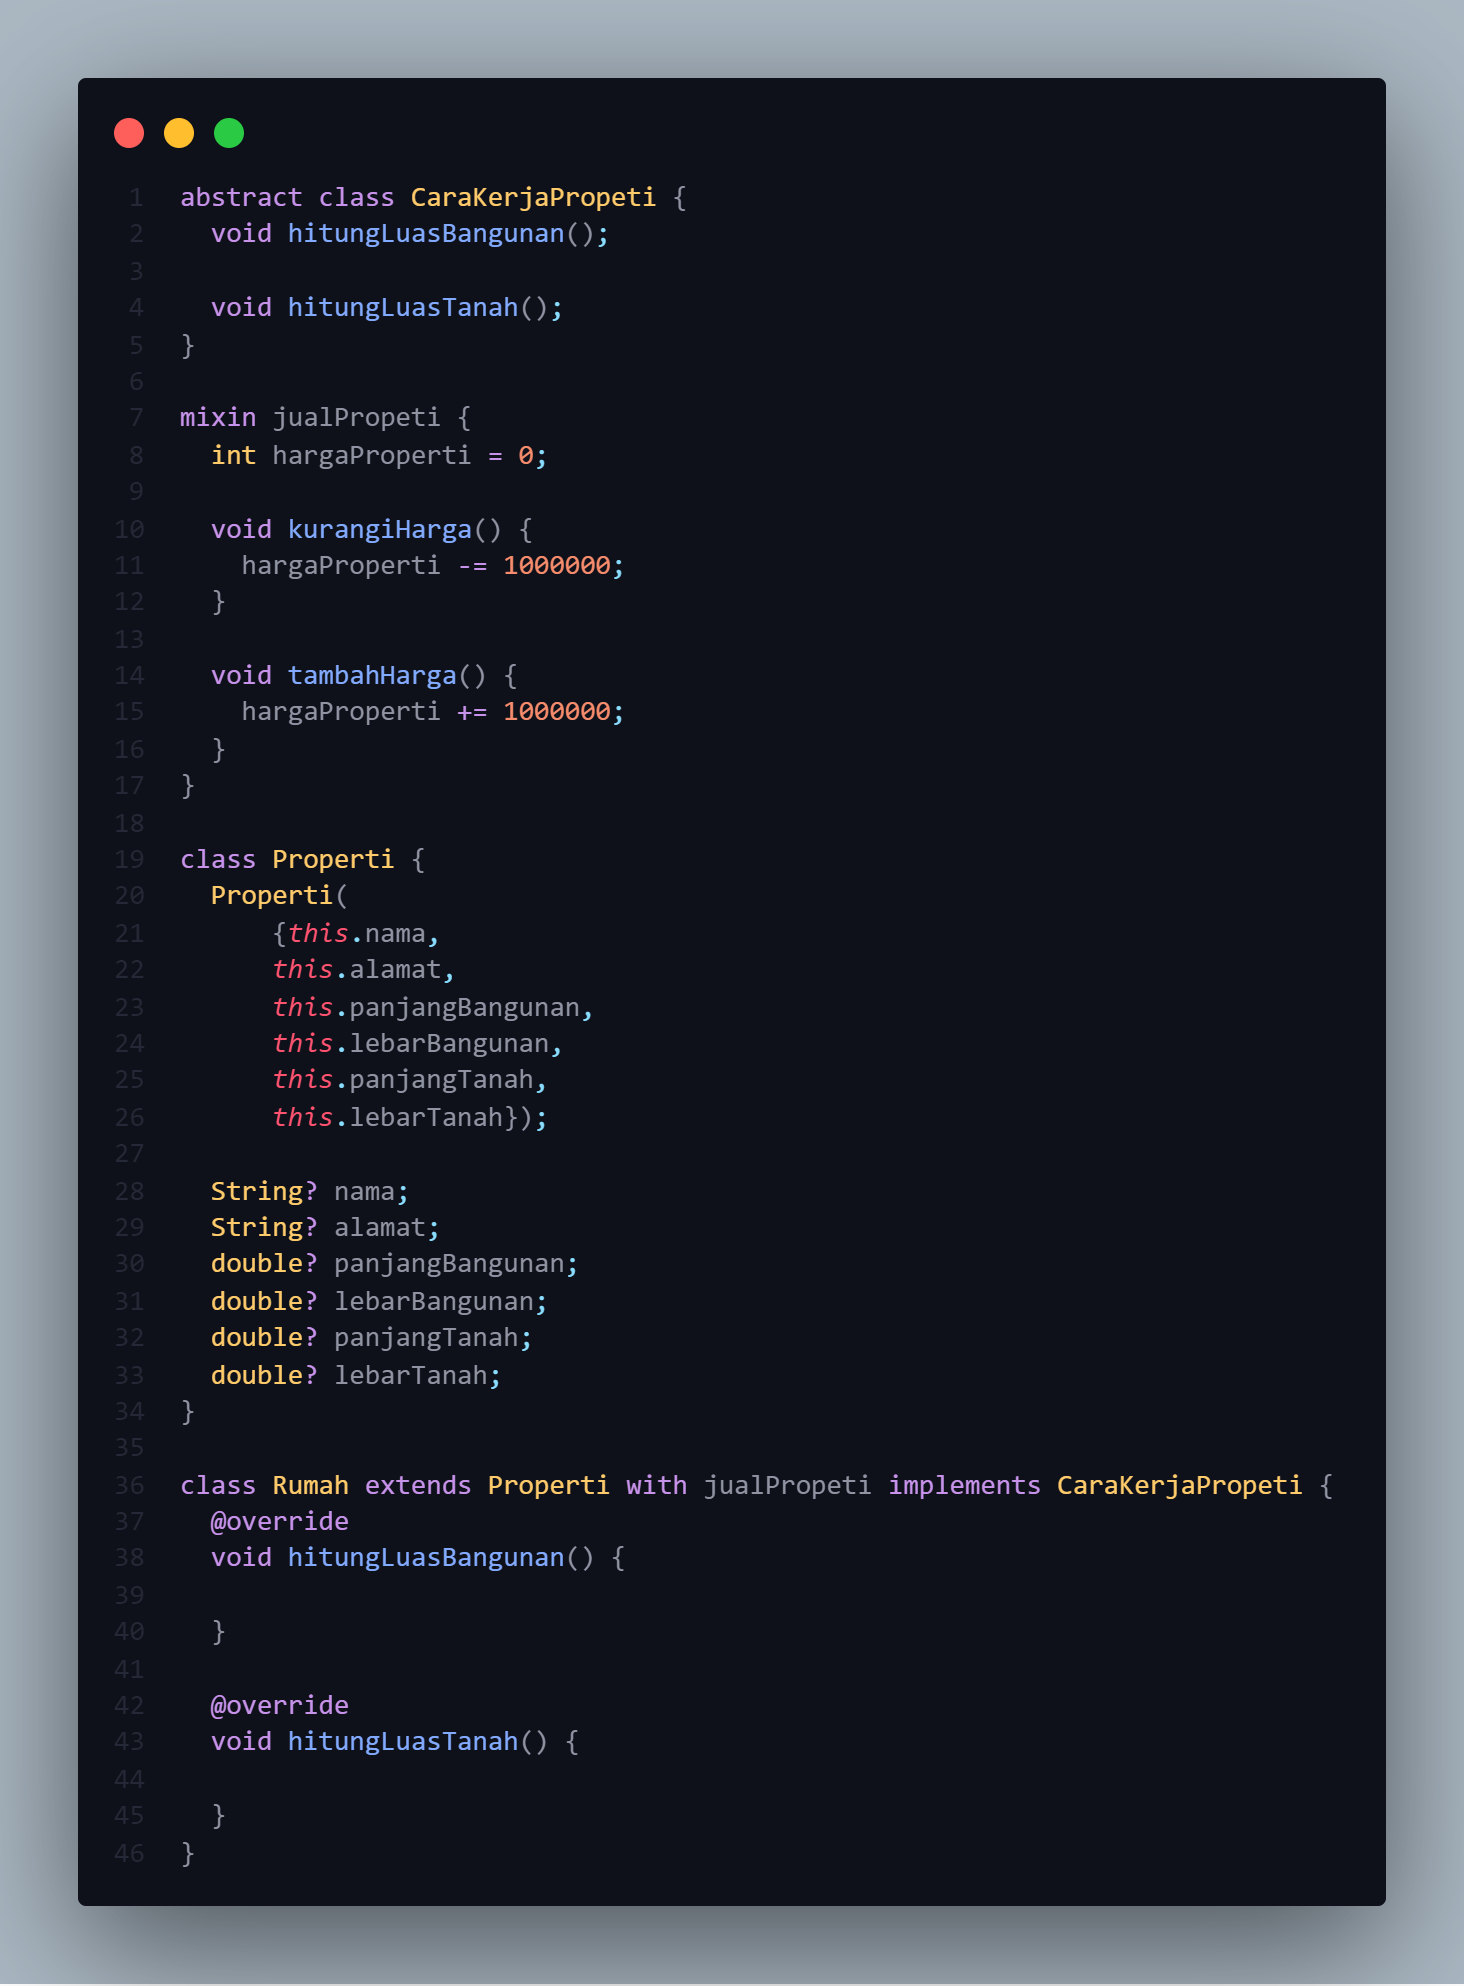 1 abstract class CaraKerjaPropeti {
2   void hitungLuasBangunan();
3
4   void hitungLuasTanah();
5 }
6
7 mixin jualPropeti {
8   int hargaProperti = 0;
9
10   void kurangiHarga() {
11     hargaProperti -= 1000000;
12   }
13
14   void tambahHarga() {
15     hargaProperti += 1000000;
16   }
17 }
18
19 class Properti {
20   Properti(
21       {this.nama,
22       this.alamat,
23       this.panjangBangunan,
24       this.lebarBangunan,
25       this.panjangTanah,
26       this.lebarTanah});
27
28   String? nama;
29   String? alamat;
30   double? panjangBangunan;
31   double? lebarBangunan;
32   double? panjangTanah;
33   double? lebarTanah;
34 }
35
36 class Rumah extends Properti with jualPropeti implements CaraKerjaPropeti {
37   @override
38   void hitungLuasBangunan() {
39
40   }
41
42   @override
43   void hitungLuasTanah() {
44
45   }
46 }